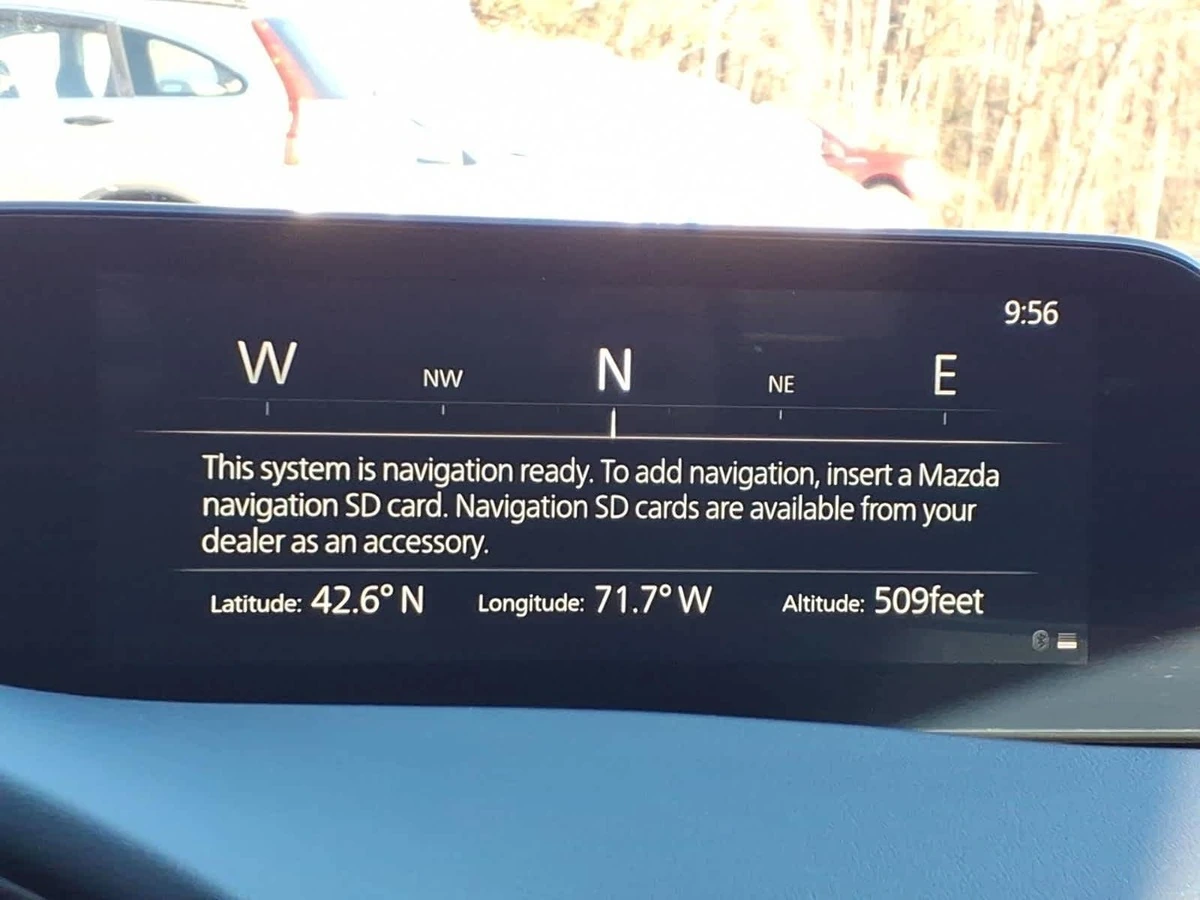 9:56
W NW N NE E
This system is navigation ready. To add navigation, insert a Mazda
navigation SD card. Navigation SD cards are available from your
dealer as an accessory.
Latitude: 42.6° N Longitude: 71.7° W Altitude: 509feet